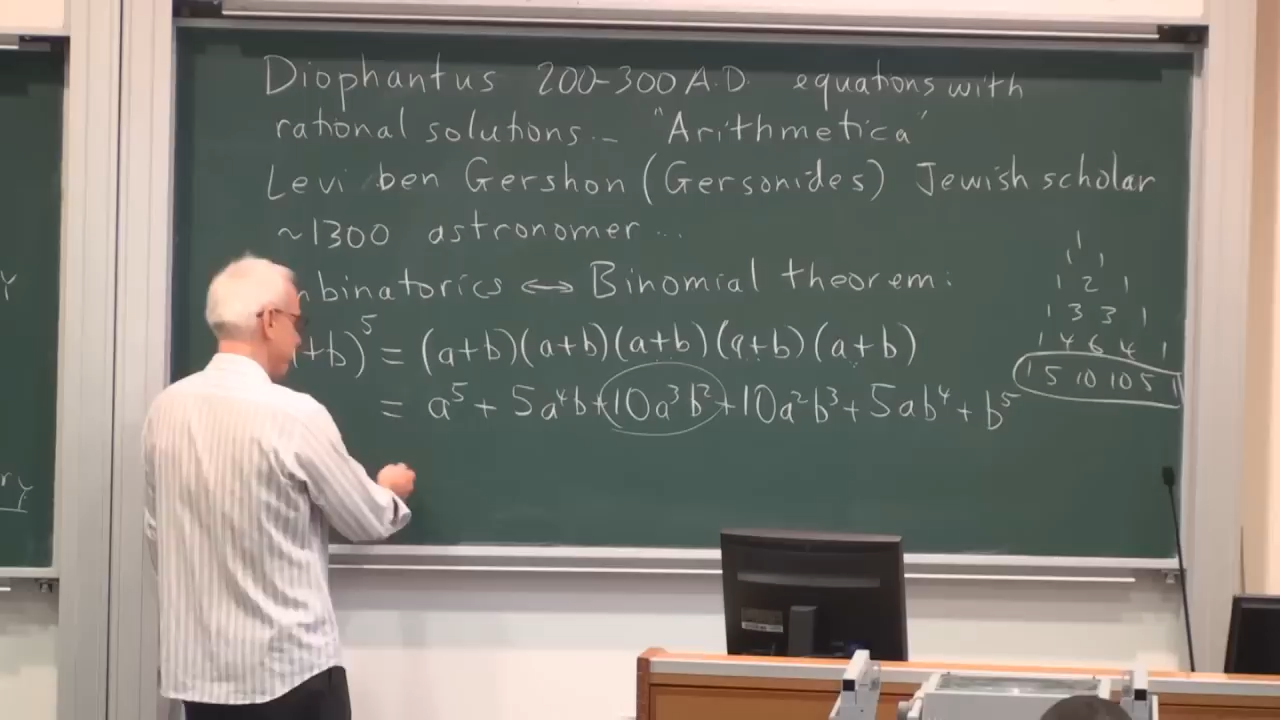 Diophantus 200-300 A.D. equations with
rational solutions... "Arithmetica"
Levi ben Gershon (Gersonides) Jewish scholar
~1300 astronomer...
nbinatorics ↔ Binomial theorem:
+b)⁵ = (a+b)(a+b)(a+b)(a+b)(a+b)
= a⁵ + 5a⁴b + 10a³b² + 10a²b³ + 5ab⁴ + b⁵
1
1 1
1 2 1
1 3 3 1
1 4 6 4 1
1 5 10 10 5 1
Y
ry